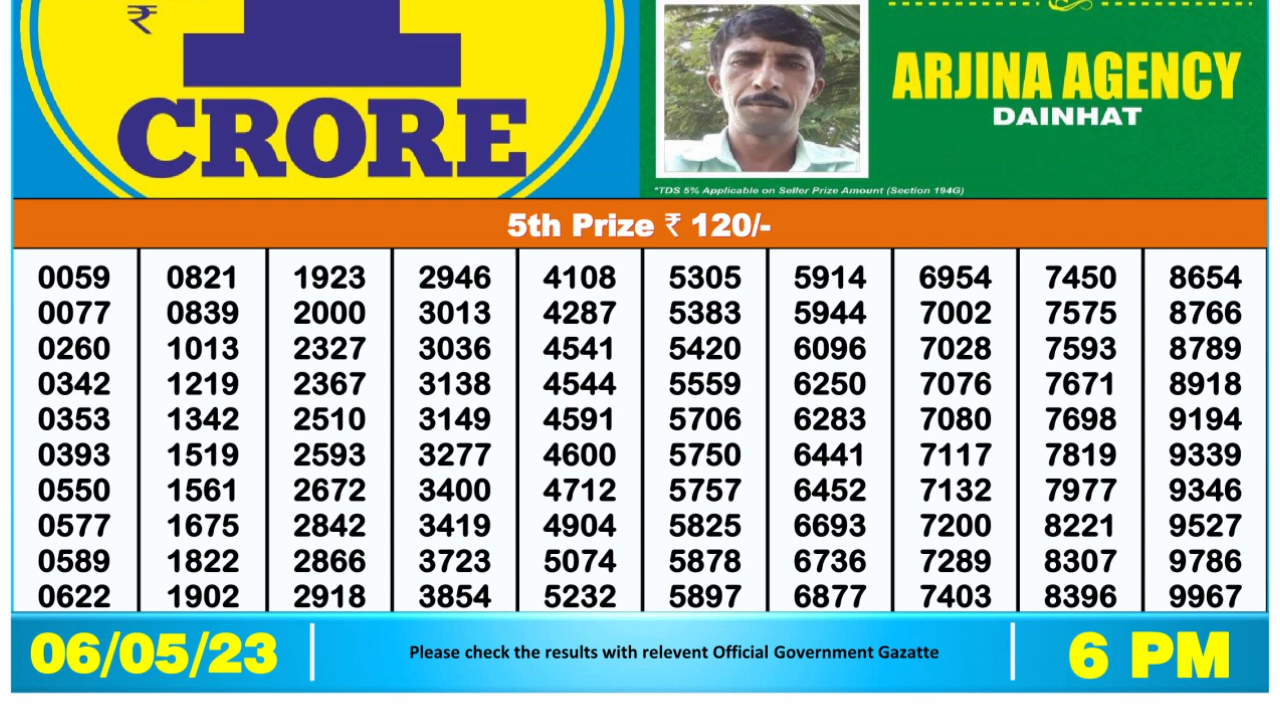 ₹
1
CRORE
ARJINA AGENCY
DAINHAT
*TDS 5% Applicable on Seller Prize Amount (Section 194G)
5th Prize ₹ 120/-
0059 0821 1923 2946 4108 5305 5914 6954 7450 8654
0077 0839 2000 3013 4287 5383 5944 7002 7575 8766
0260 1013 2327 3036 4541 5420 6096 7028 7593 8789
0342 1219 2367 3138 4544 5559 6250 7076 7671 8918
0353 1342 2510 3149 4591 5706 6283 7080 7698 9194
0393 1519 2593 3277 4600 5750 6441 7117 7819 9339
0550 1561 2672 3400 4712 5757 6452 7132 7977 9346
0577 1675 2842 3419 4904 5825 6693 7200 8221 9527
0589 1822 2866 3723 5074 5878 6736 7289 8307 9786
0622 1902 2918 3854 5232 5897 6877 7403 8396 9967
06/05/23 Please check the results with relevent Official Government Gazatte 6 PM